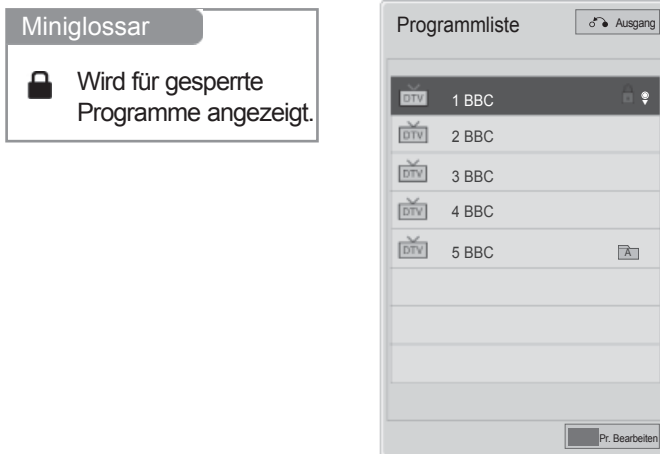 Miniglossar
Wird für gesperrte
Programme angezeigt.
Programmliste
Ausgang
DTV 1 BBC
DTV 2 BBC
DTV 3 BBC
DTV 4 BBC
DTV 5 BBC A
Pr. Bearbeiten